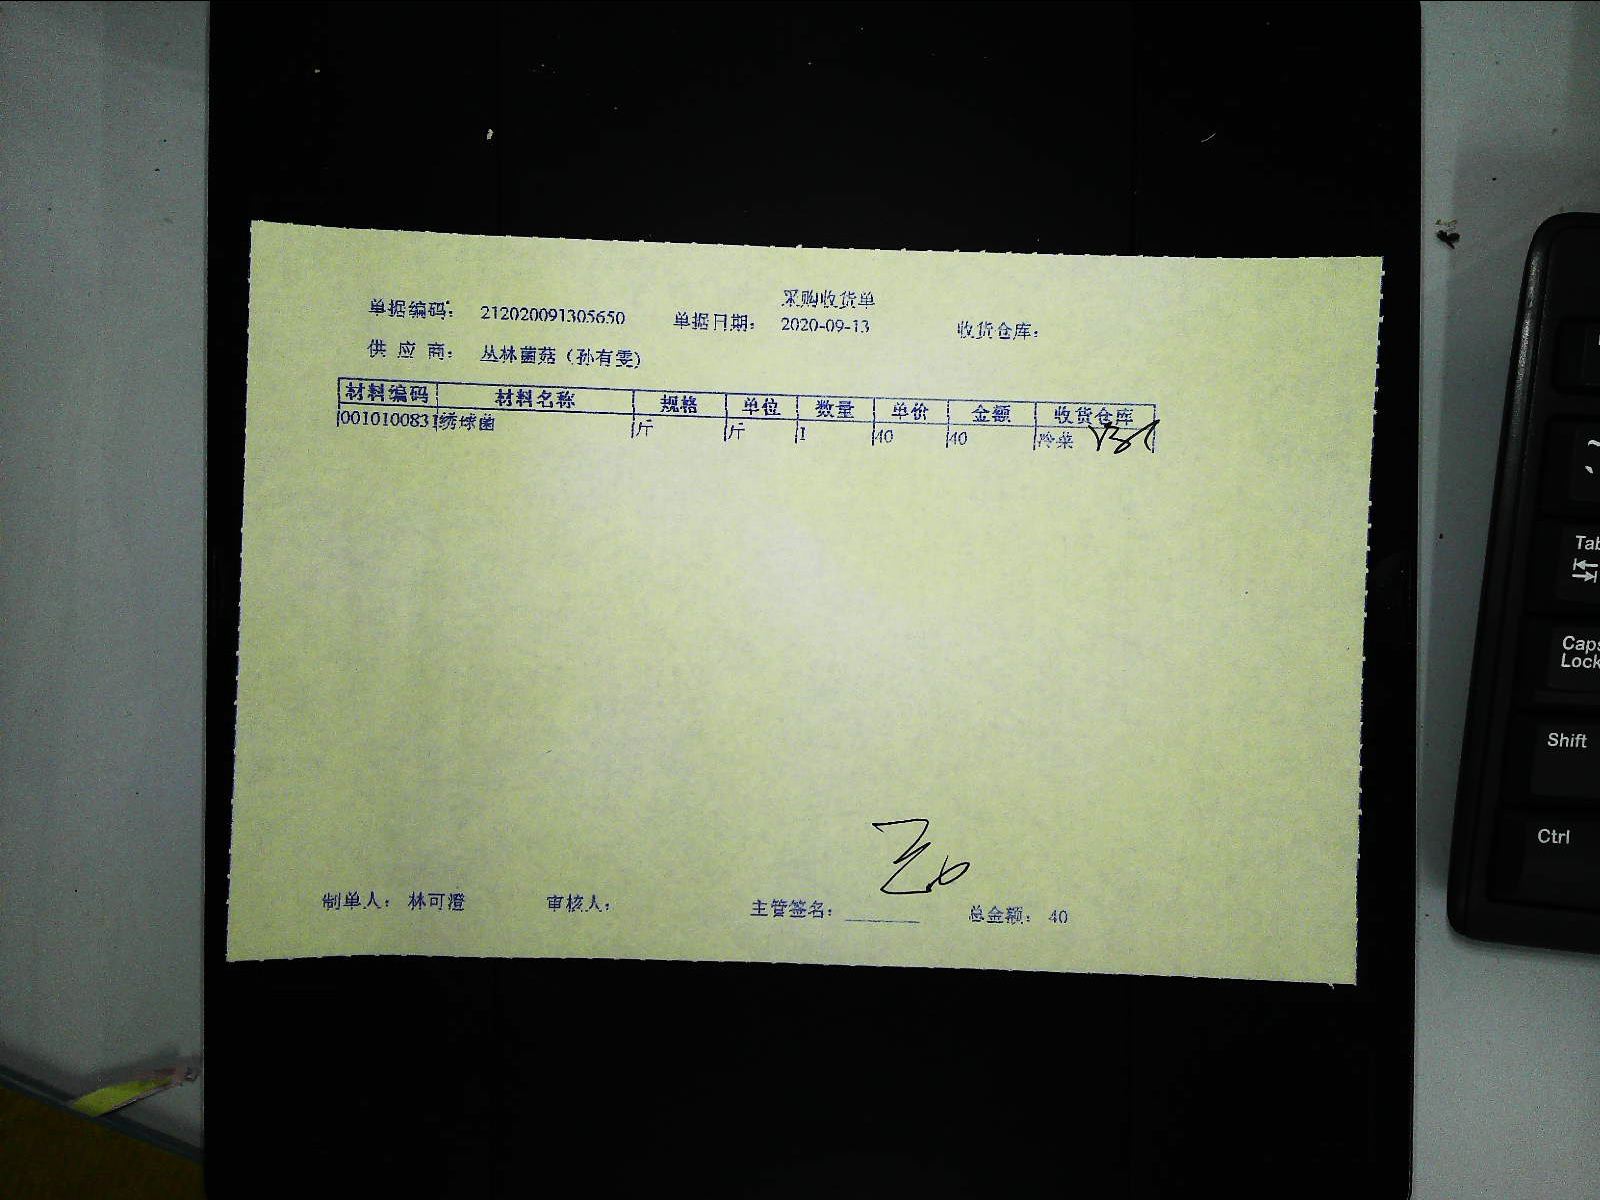 采购收货单
单据编码： 212020091305650 单据日期： 2020-09-13 收货仓库：
供 应 商： 丛林菌菇（孙有雯）
材料编码 材料名称 规格 单位 数量 单价 金额 收货仓库
0010100831 绣球菌 斤 斤 1 40 40 冷菜
制单人： 林可澄 审核人： 主管签名： 总金额： 40
Tab
Caps
Lock
Shift
Ctrl